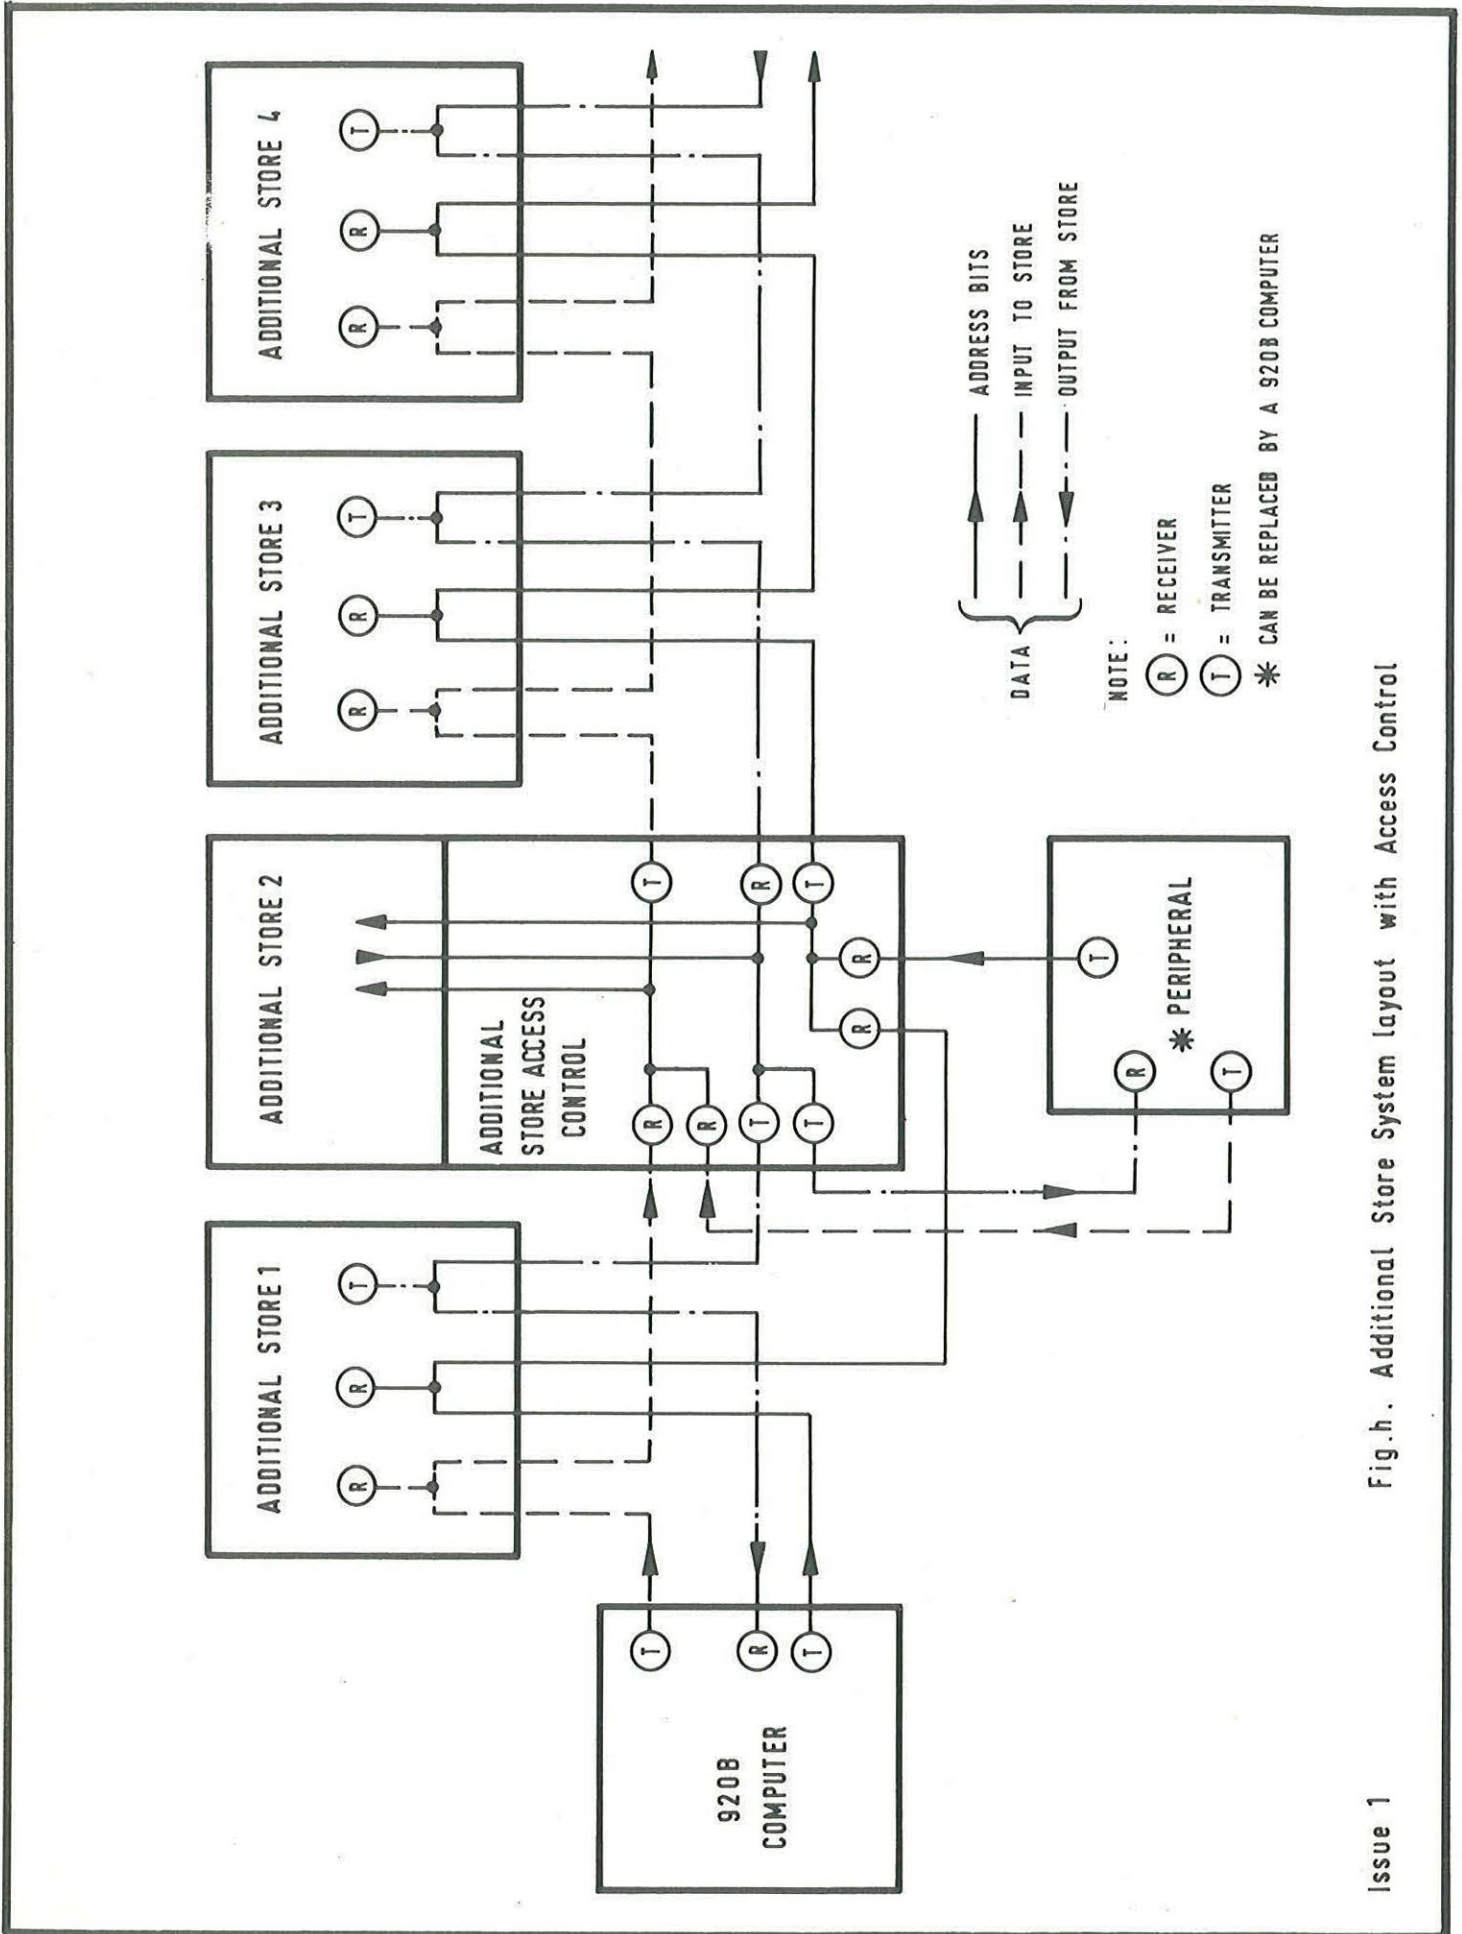 ADDITIONAL STORE 1
R
R
T
ADDITIONAL STORE 2
ADDITIONAL
STORE ACCESS
CONTROL
R
R
T
T
T
R
T
R
R
ADDITIONAL STORE 3
R
R
T
ADDITIONAL STORE 4
R
R
T
920B
COMPUTER
T
R
T
✱ PERIPHERAL
T
R
T
DATA
ADDRESS BITS
INPUT TO STORE
OUTPUT FROM STORE
NOTE:
R = RECEIVER
T = TRANSMITTER
✱ CAN BE REPLACED BY A 920B COMPUTER
Issue 1
Fig.h. Additional Store System layout with Access Control